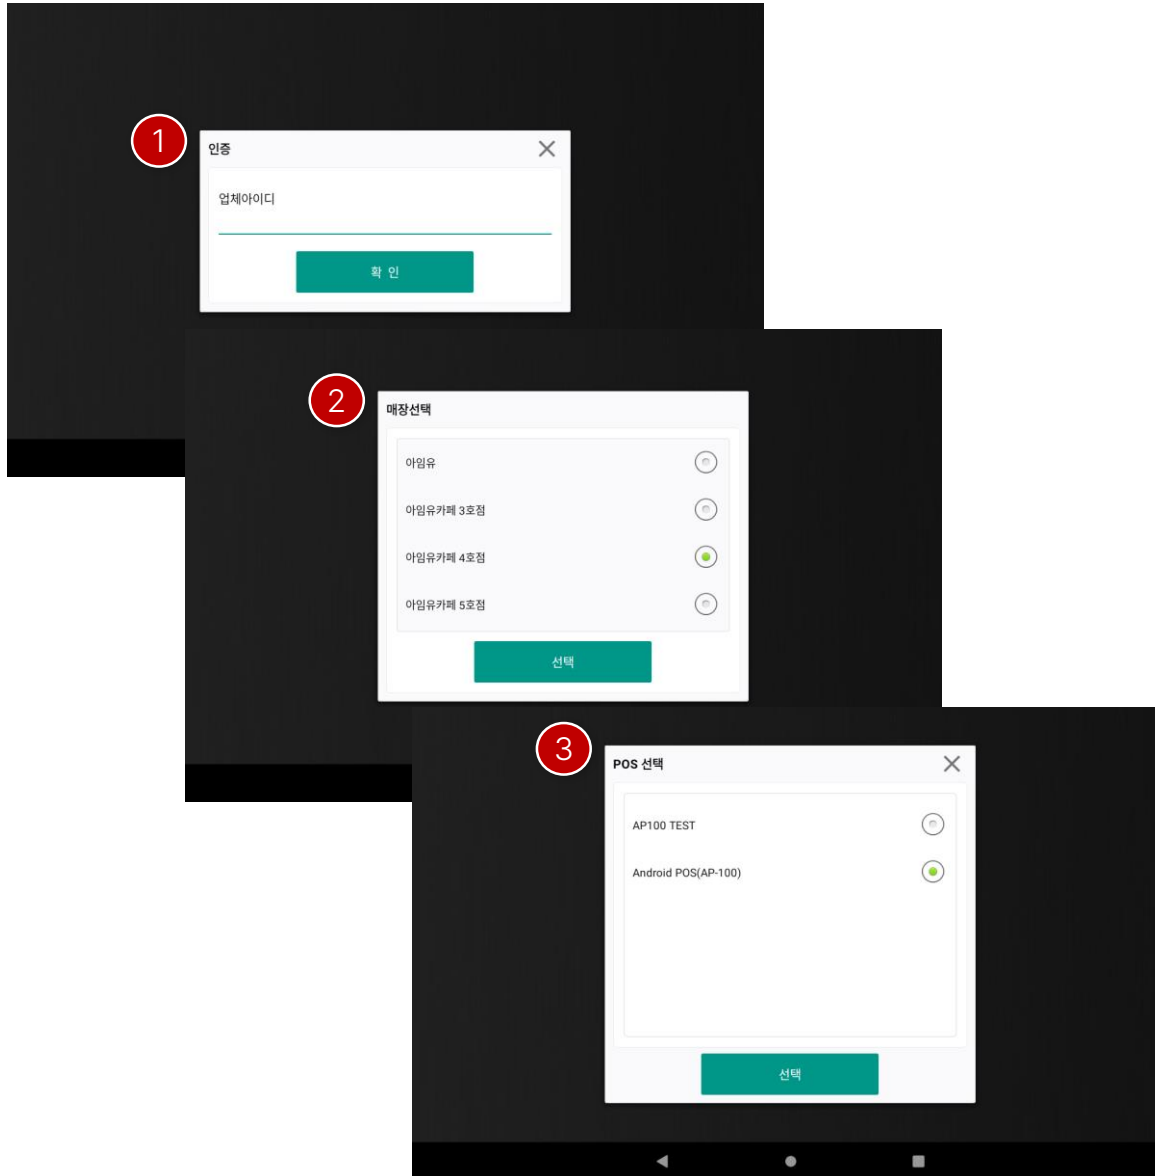 1
인증
업체아이디
확 인
2
매장선택
아임유
아임유카페 3호점
아임유카페 4호점
아임유카페 5호점
선택
3
POS 선택
AP100 TEST
Android POS(AP-100)
선택